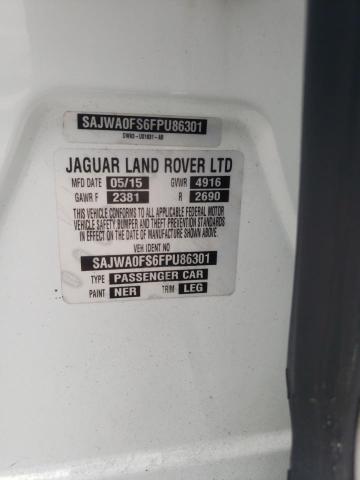 SAJWA0FS6FPU86301
JAGUAR LAND ROVER LTD
MFD DATE 05/15 GVWR 4916
GAWR F 2381 R 2690
THIS VEHICLE CONFORMS TO ALL APPLICABLE FEDERAL MOTOR
VEHICLE SAFETY BUMPER AND THEFT PREVENTION STANDARDS
IN EFFECT ON THE DATE OF MANUFACTURE SHOWN ABOVE.
VEH IDENT NO
SAJWA0FS6FPU86301
TYPE PASSENGER CAR
PAINT NER TRIM LEG